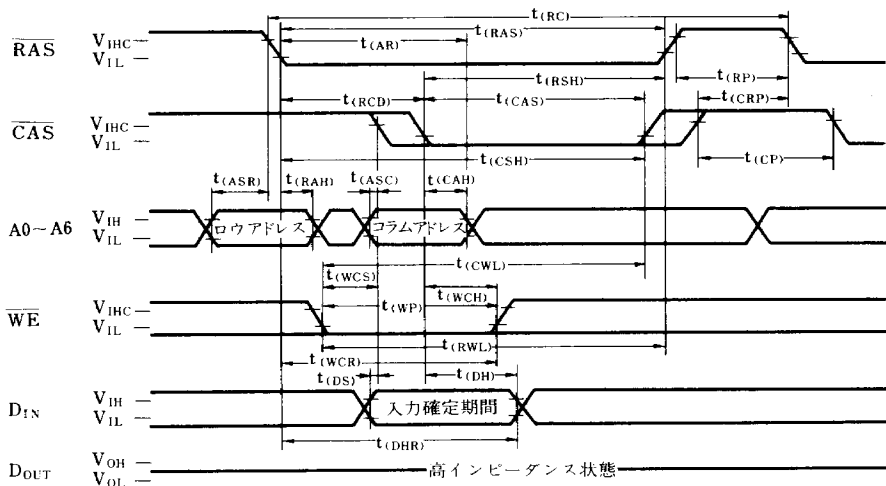 t(RC)
t(RAS)
t(AR)
RAS
VIHC
VIL
t(RSH)
t(RP)
t(RCD)
t(CAS)
t(CRP)
CAS
VIHC
VIL
t(CSH)
t(CP)
t(ASR)
t(RAH)
t(ASC)
t(CAH)
A0~A6
VIH
VIL
ロウアドレス
コラムアドレス
t(CWL)
t(WCS)
t(WCH)
t(WP)
WE
VIHC
VIL
t(RWL)
t(WCR)
t(DS)
t(DH)
DIN
VIH
VIL
入力確定期間
t(DHR)
DOUT
VOH
VOL
高インピーダンス状態